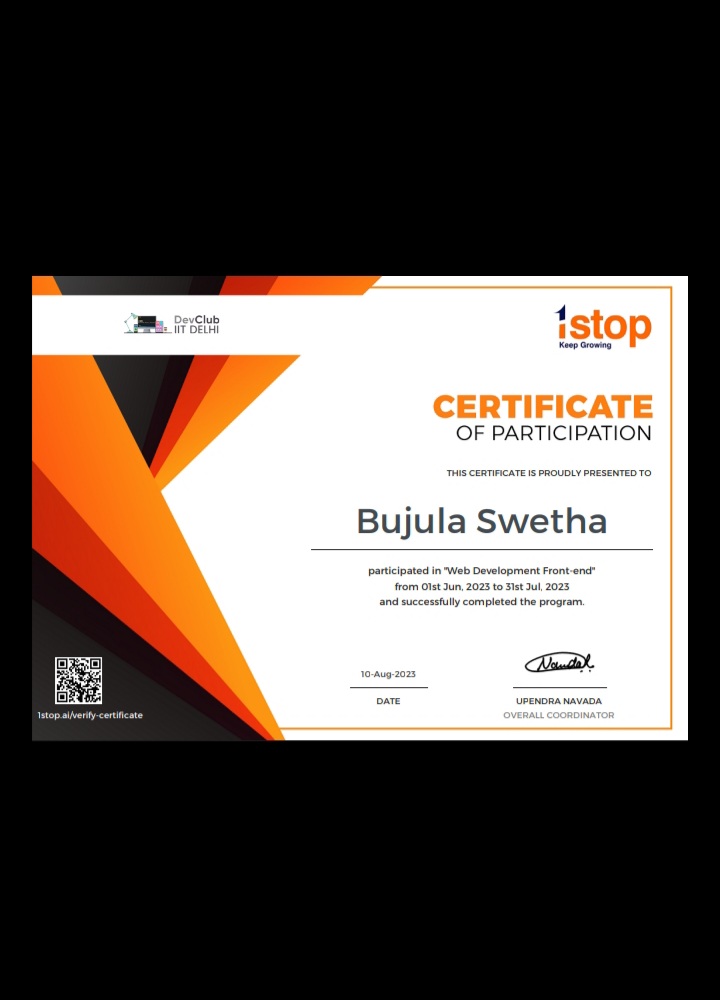 DevClub
IIT DELHI
1stop
Keep Growing
CERTIFICATE
OF PARTICIPATION
THIS CERTIFICATE IS PROUDLY PRESENTED TO
Bujula Swetha
participated in "Web Development Front-end"
from 01st Jun, 2023 to 31st Jul, 2023
and successfully completed the program.
10-Aug-2023
DATE
Nandel
UPENDRA NAVADA
OVERALL COORDINATOR
1stop.ai/verify-certificate